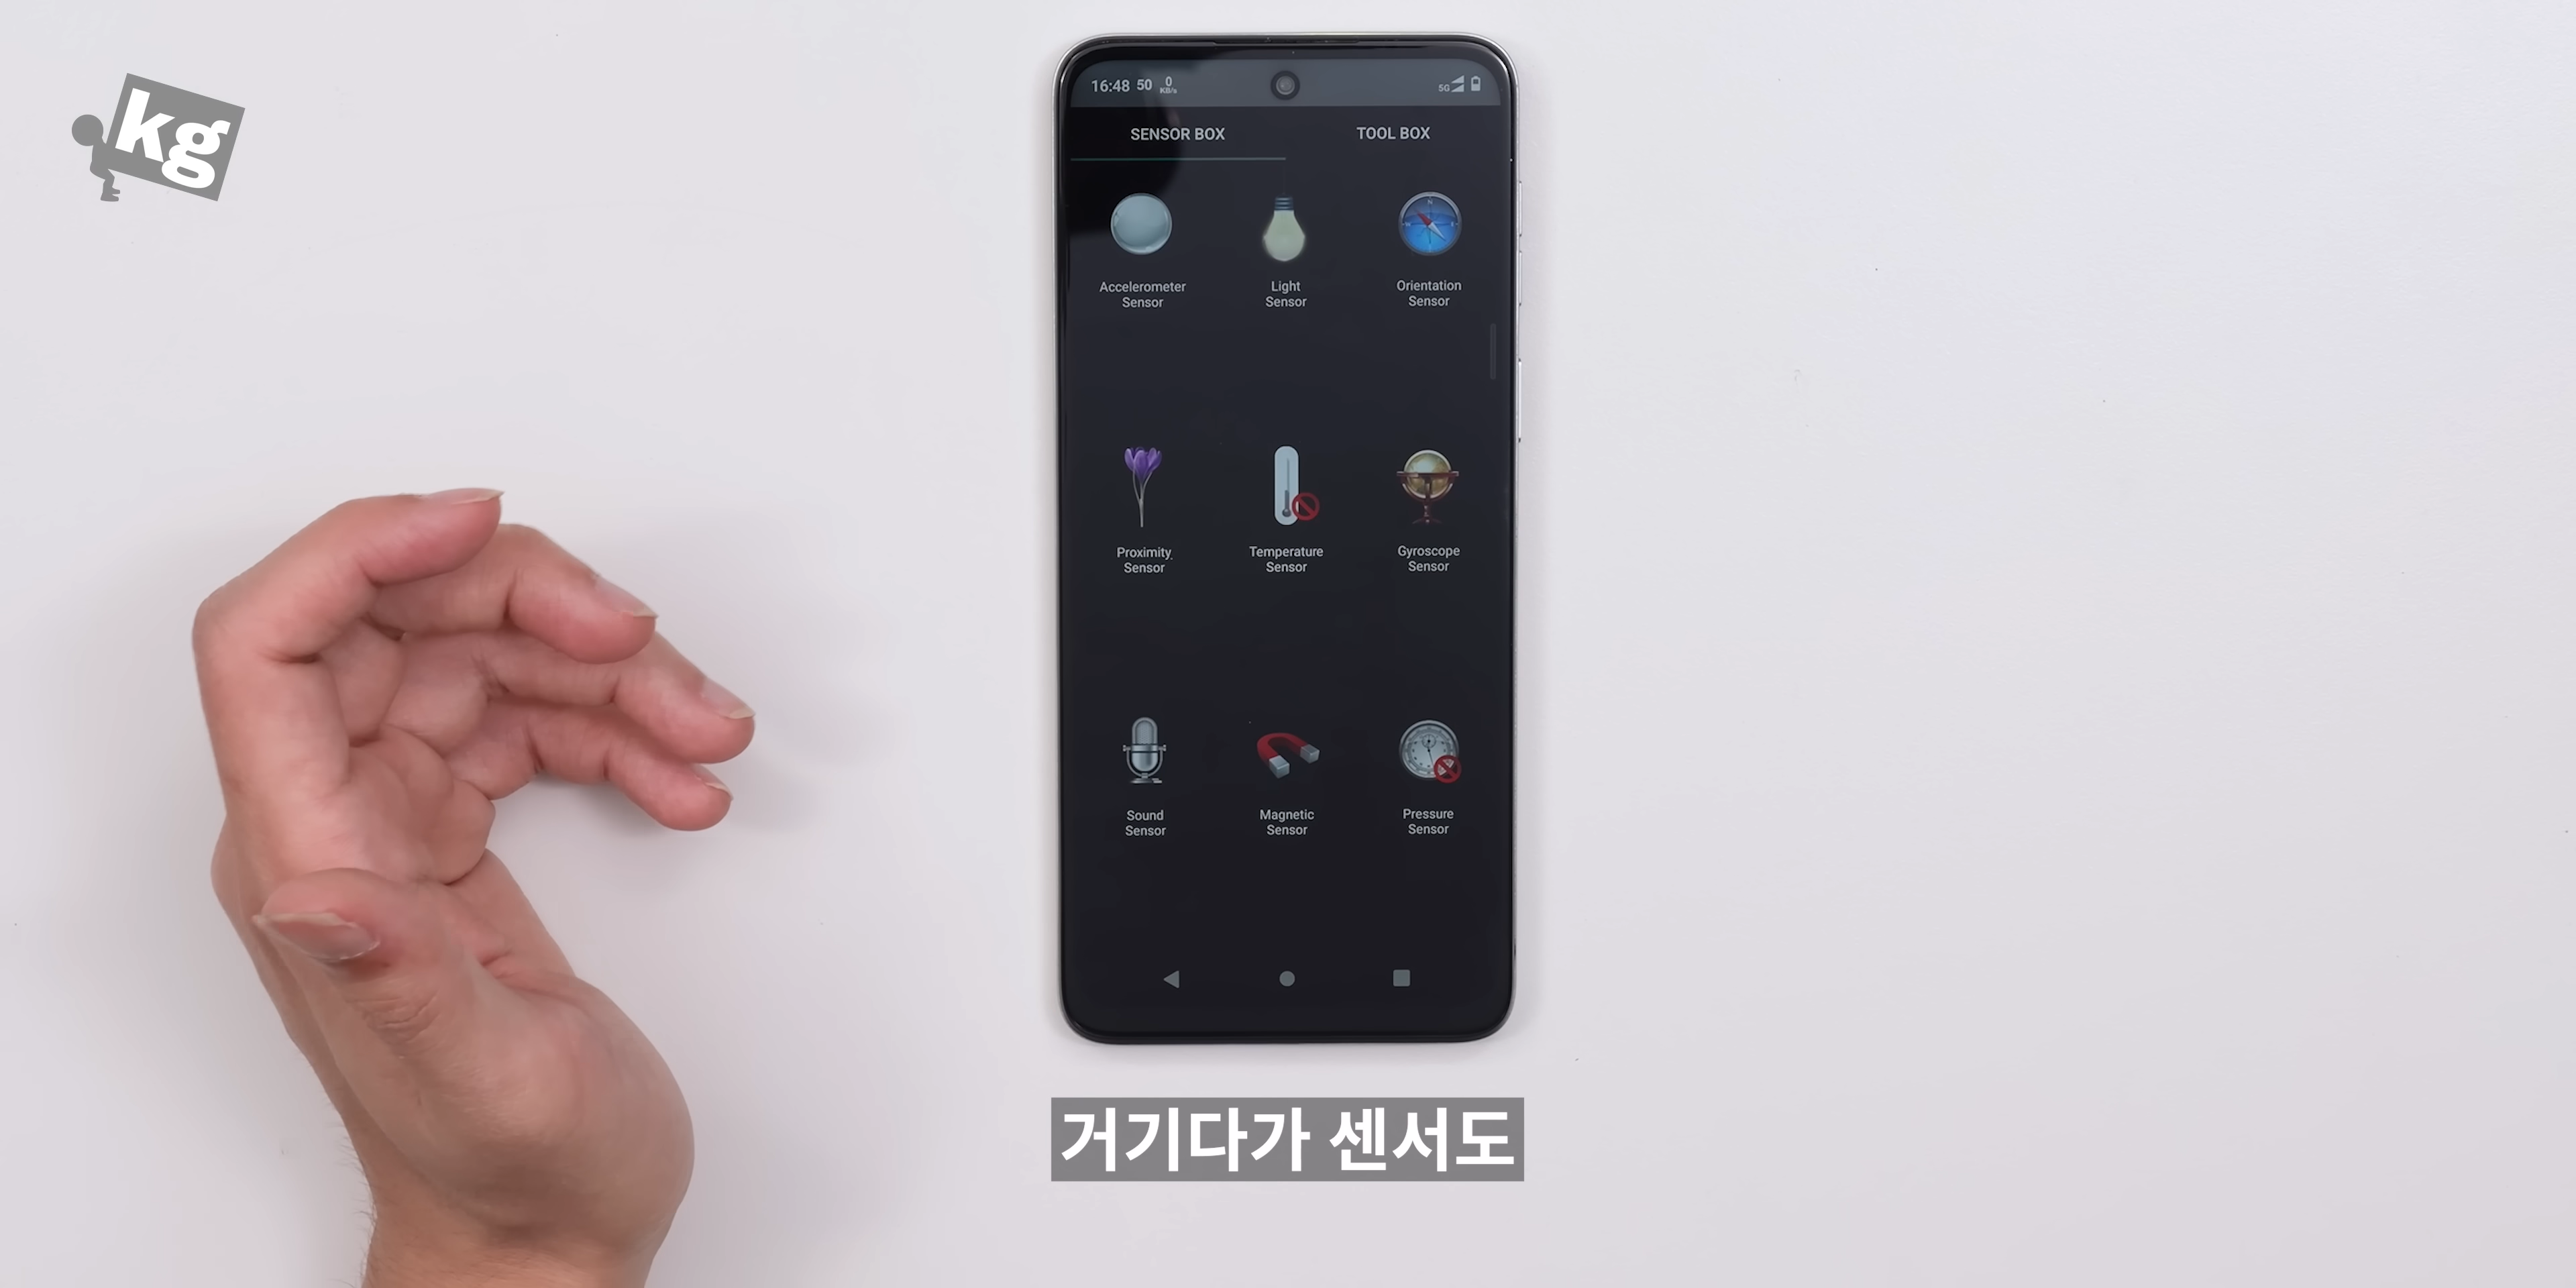 kg
16:48 50 0 KB/s
5G
SENSOR BOX
TOOL BOX
Accelerometer
Sensor
Light
Sensor
Orientation
Sensor
Proximity
Sensor
Temperature
Sensor
Gyroscope
Sensor
Sound
Sensor
Magnetic
Sensor
Pressure
Sensor
거기다가 센서도